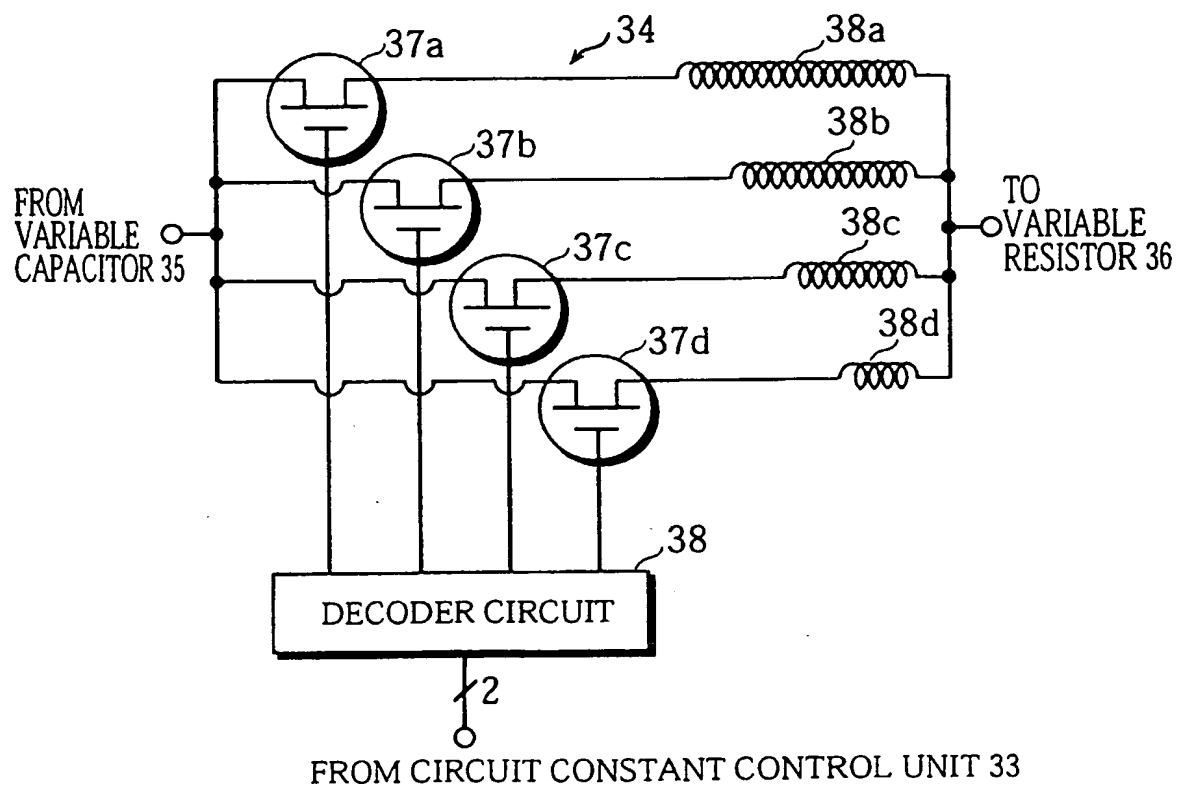 34
37a
38a
37b
38b
FROM
VARIABLE
CAPACITOR 35
TO
VARIABLE
RESISTOR 36
37c
38c
37d
38d
38
DECODER CIRCUIT
2
FROM CIRCUIT CONSTANT CONTROL UNIT 33